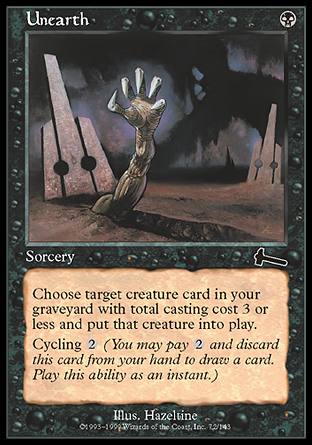 Unearth
Sorcery
Choose target creature card in your
graveyard with total casting cost 3 or
less and put that creature into play.
Cycling 2 (You may pay 2 and discard
this card from your hand to draw a card.
Play this ability as an instant.)
Illus. Hazeltine
©1993-1999 Wizards of the Coast, Inc. 72/143